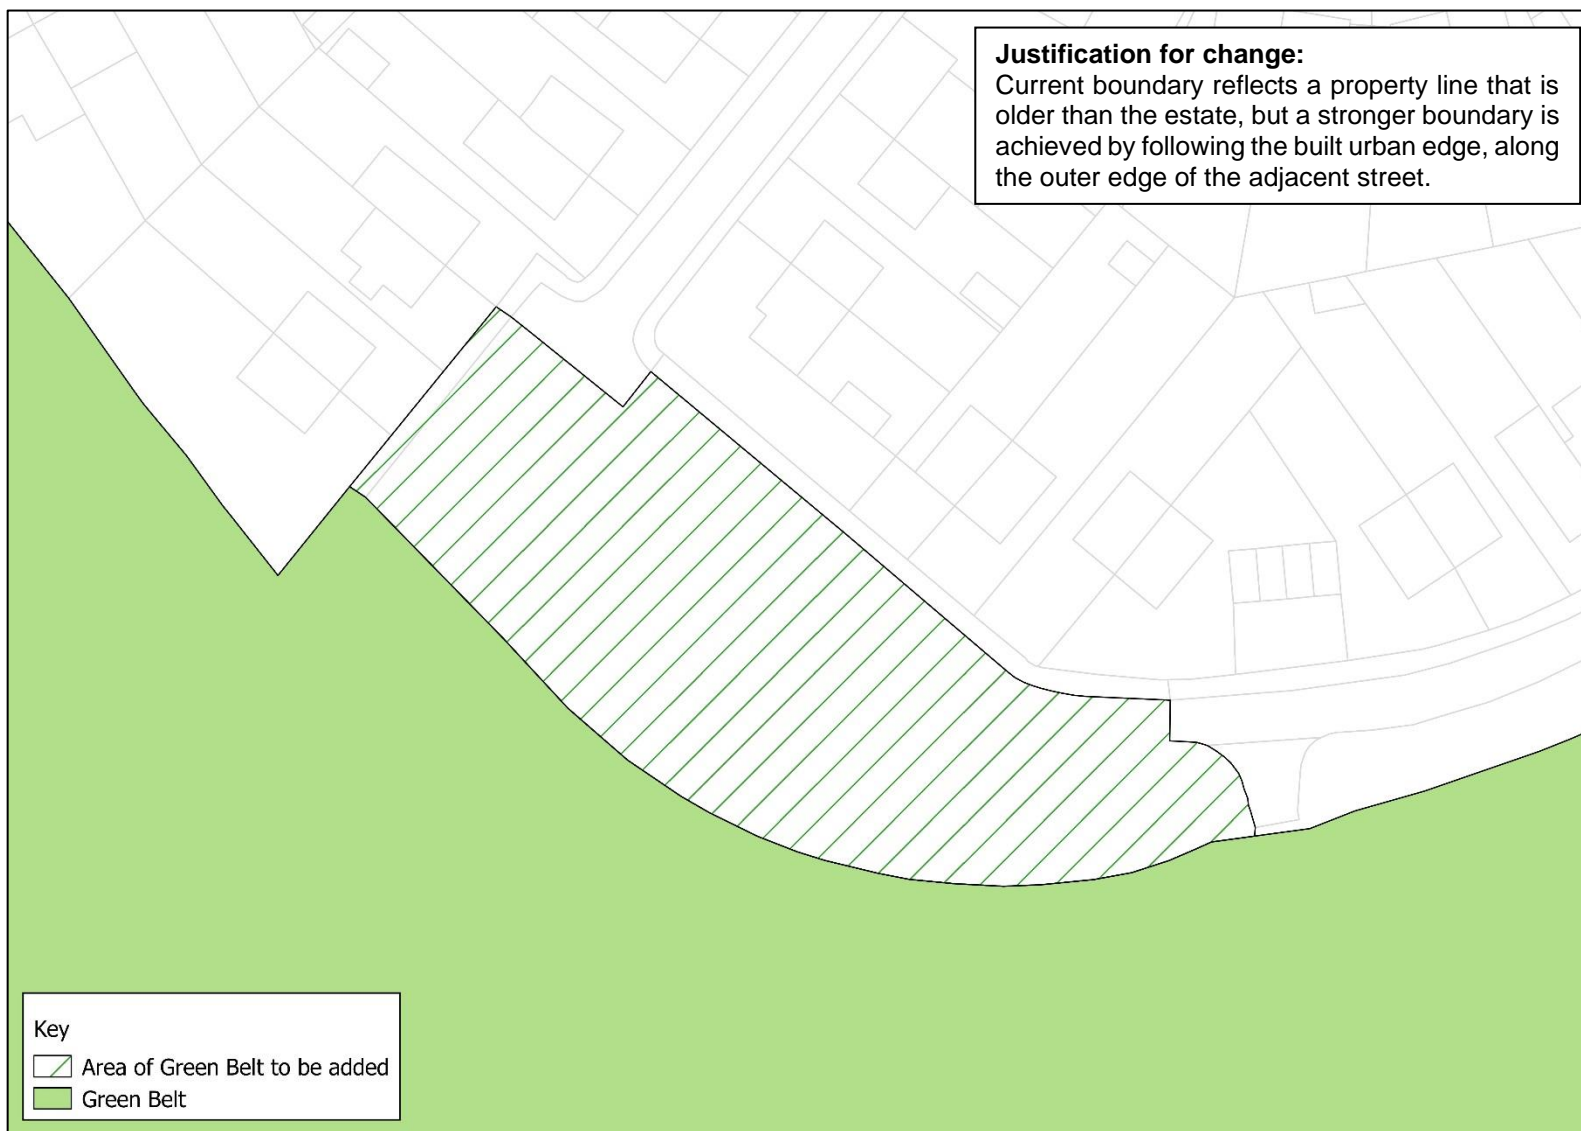 Justification for change:
Current boundary reflects a property line that is
older than the estate, but a stronger boundary is
achieved by following the built urban edge, along
the outer edge of the adjacent street.
Key
Area of Green Belt to be added
Green Belt